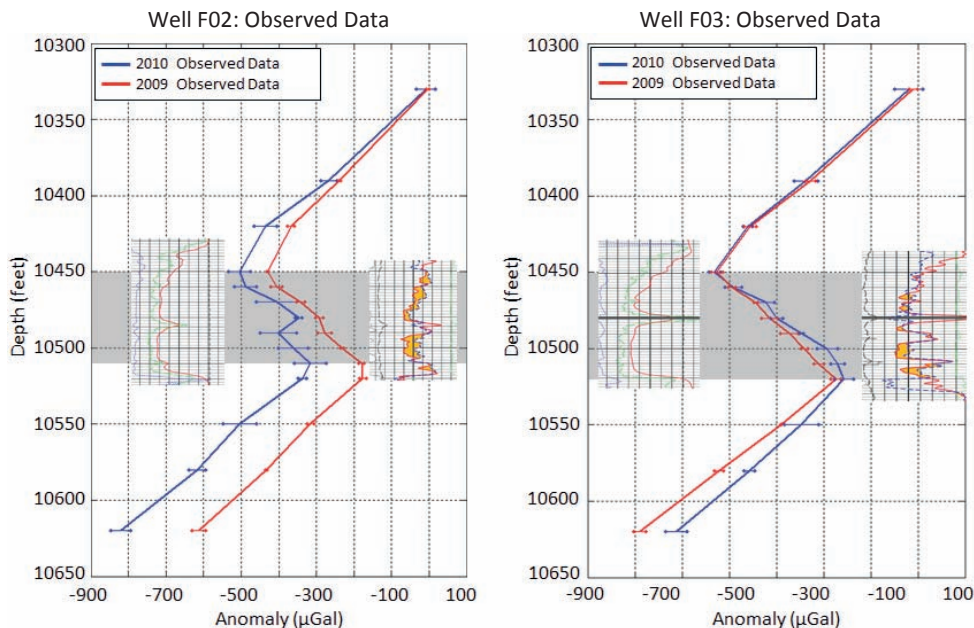 Well F02: Observed Data
10300
10350
10400
10450
10500
10550
10600
10650
Depth (feet)
2010 Observed Data
2009 Observed Data
-900
-700
-500
-300
-100
100
Anomaly (µGal)
Well F03: Observed Data
10300
10350
10400
10450
10500
10550
10600
10650
Depth (feet)
2010 Observed Data
2009 Observed Data
-900
-700
-500
-300
-100
100
Anomaly (µGal)